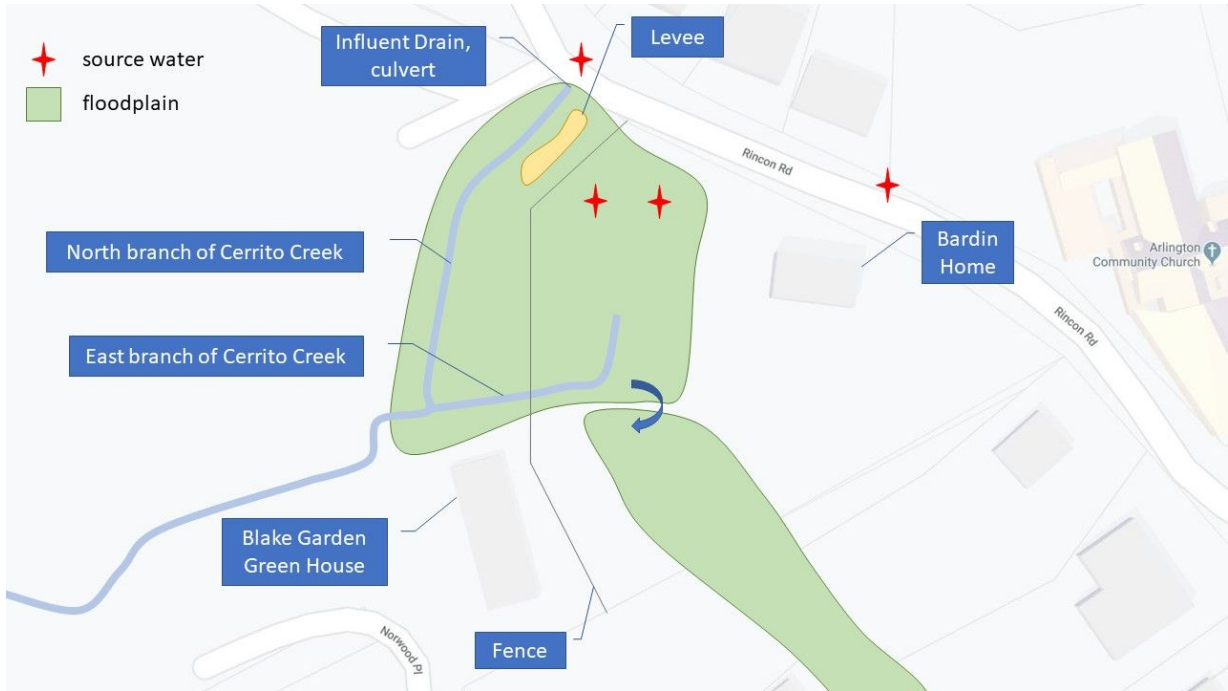 source water
floodplain
Influent Drain,
culvert
Levee
Rincon Rd
North branch of Cerrito Creek
Bardin
Home
Arlington
Community Church
Rincon Rd
East branch of Cerrito Creek
Blake Garden
Green House
Fence
Norwood Pl